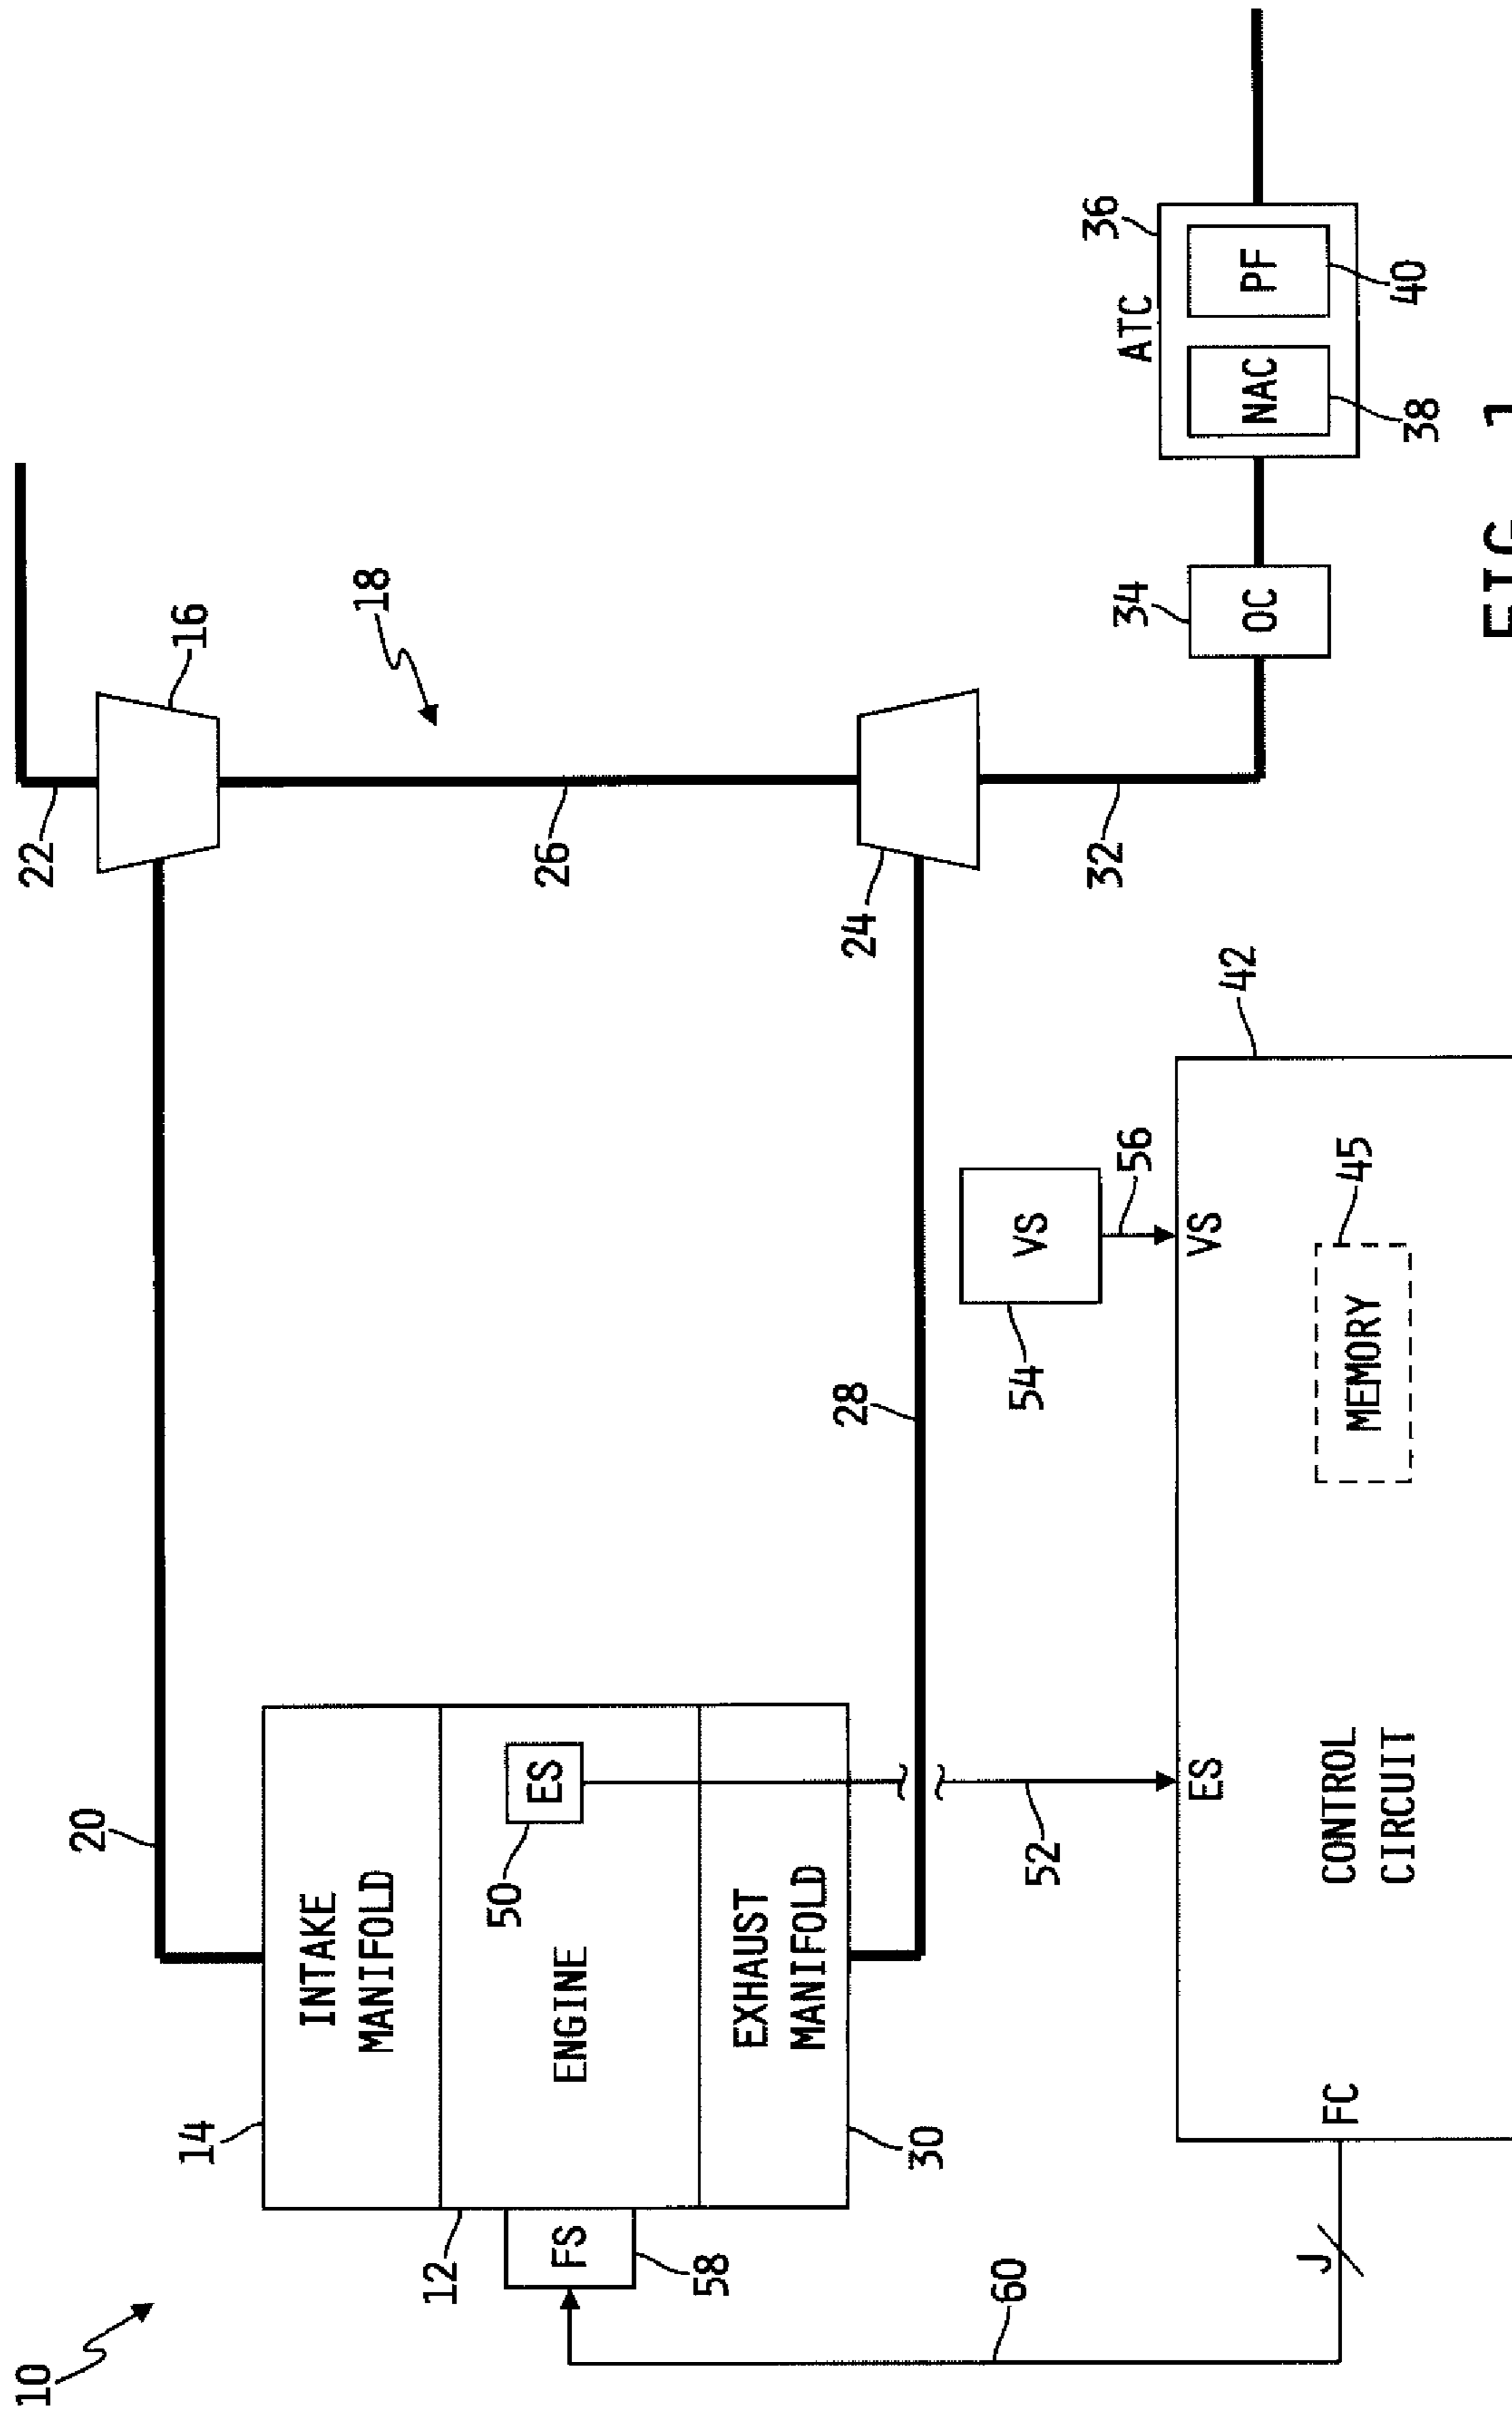 10
20
22
14
INTAKE
MANIFOLD
16
18
12
ENGINE
50
ES
26
FS
58
EXHAUST
MANIFOLD
30
28
24
60
52
54
VS
56
32
34
OC
ATC
36
NAC
PF
38
40
ES
VS
42
FC
J
CONTROL
CIRCUIT
MEMORY
45
FIG. 1